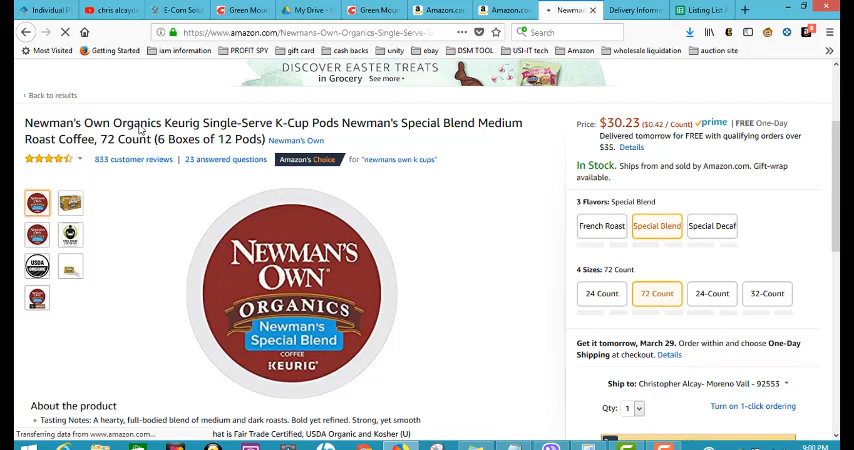 Individual P
chris alcayde
E-Com Solu
Green Mount
My Drive - G
Green Mount
Amazon.com
Amazon.com
Newman
Delivery Informa
Listing List A
https://www.amazon.com/Newmans-Own-Organics-Single-Serve-
Search
Most Visited
Getting Started
iam information
PROFIT SPY
gift card
cash backs
unity
ebay
DSM TOOL
USI-IT tech
Amazon
wholesale liquidation
auction site
DISCOVER EASTER TREATS
in Grocery See more ›
‹ Back to results
Newman's Own Organics Keurig Single-Serve K-Cup Pods Newman's Special Blend Medium
Roast Coffee, 72 Count (6 Boxes of 12 Pods) Newman's Own
833 customer reviews | 23 answered questions Amazon's Choice for "newmans own k cups"
USDA
ORGANIC
NEWMAN'S
OWN
ORGANICS
Newman's
Special Blend
COFFEE
KEURIG
About the product
• Tasting Notes: A hearty, full-bodied blend of medium and dark roasts. Bold yet refined. Strong, yet smooth
hat is Fair Trade Certified, USDA Organic and Kosher (U)
Transferring data from www.amazon.com...
Price: $30.23 ($0.42 / Count) prime | FREE One-Day
Delivered tomorrow for FREE with qualifying orders over
$35. Details
In Stock. Ships from and sold by Amazon.com. Gift-wrap
available.
3 Flavors: Special Blend
French Roast
Special Blend
Special Decaf
4 Sizes: 72 Count
24 Count
72 Count
24-Count
32-Count
Get it tomorrow, March 29. Order within and choose One-Day
Shipping at checkout. Details
Ship to: Christopher Alcay- Moreno Vall - 92553
Qty: 1
Turn on 1-click ordering
9:00 PM